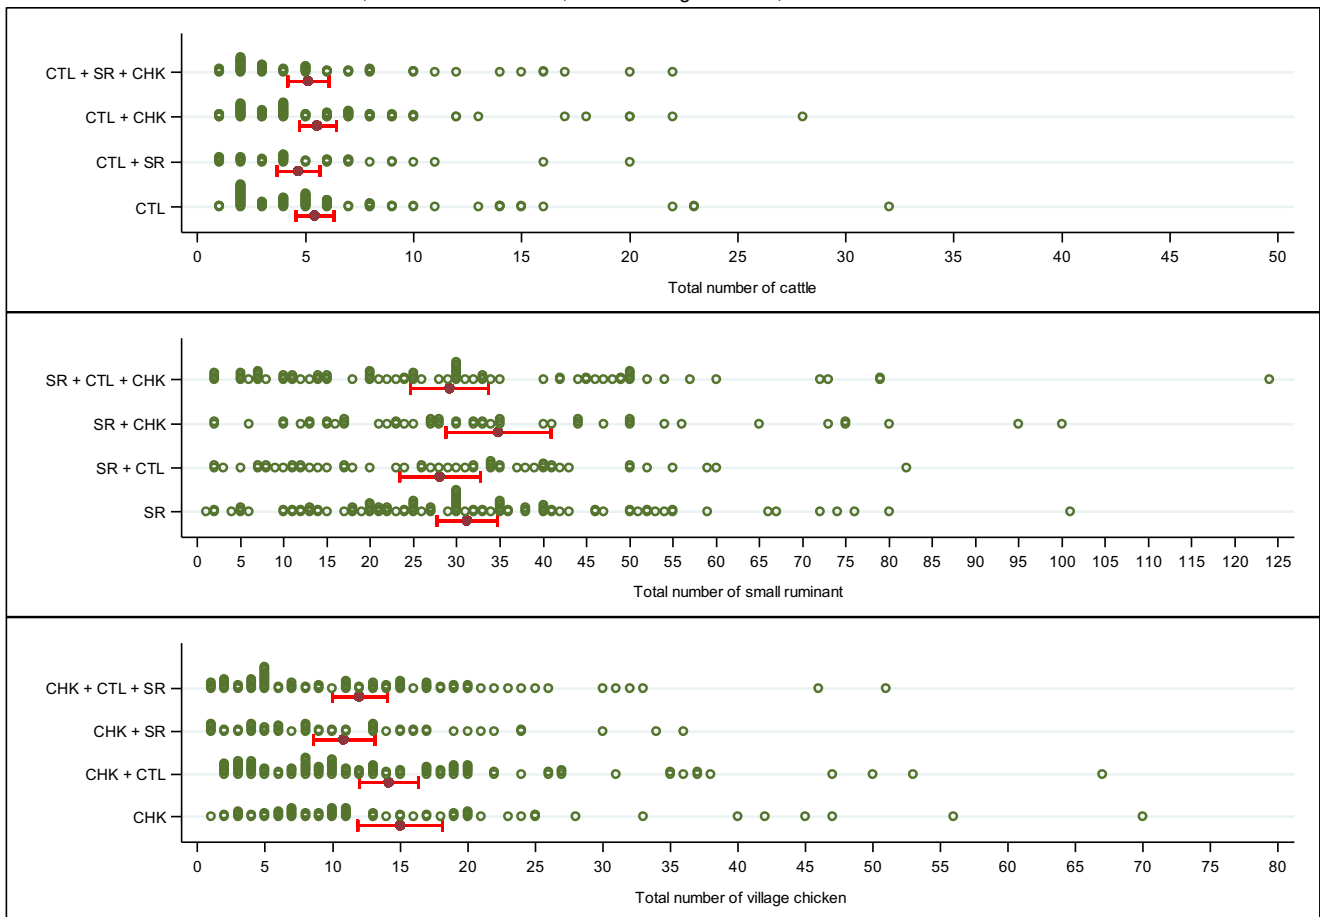 CTL + SR + CHK
CTL + CHK
CTL + SR
CTL
0 5 10 15 20 25 30 35 40 45 50
Total number of cattle
SR + CTL + CHK
SR + CHK
SR + CTL
SR
0 5 10 15 20 25 30 35 40 45 50 55 60 65 70 75 80 85 90 95 100 105 110 115 120 125
Total number of small ruminant
CHK + CTL + SR
CHK + SR
CHK + CTL
CHK
0 5 10 15 20 25 30 35 40 45 50 55 60 65 70 75 80
Total number of village chicken